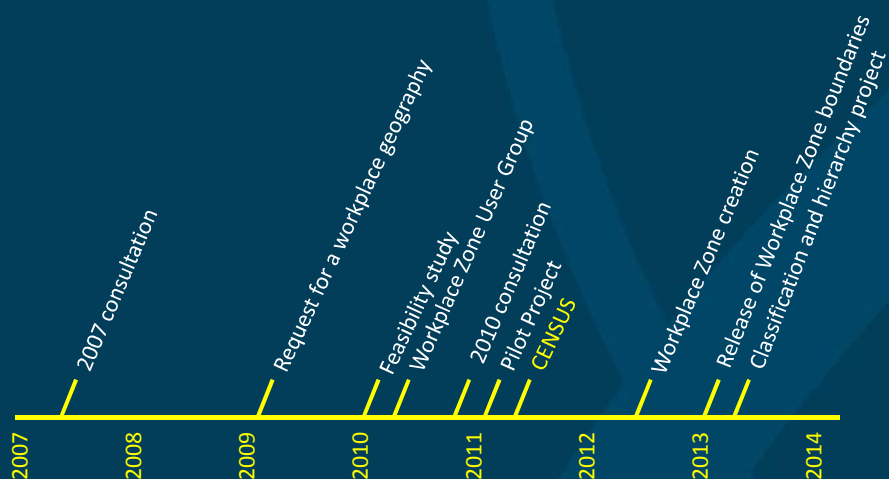 2007 consultation
Request for a workplace geography
Feasibility study
Workplace Zone User Group
2010 consultation
Pilot Project
CENSUS
Workplace Zone creation
Release of Workplace Zone boundaries
Classification and hierarchy project
2007
2008
2009
2010
2011
2012
2013
2014